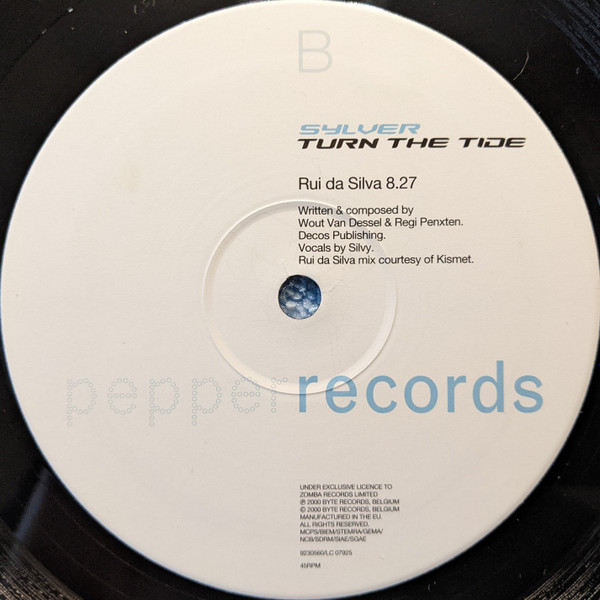 B
SYLVER
TURN THE TIDE
Rui da Silva 8.27
Written & composed by
Wout Van Dessel & Regi Penxten.
Decos Publishing.
Vocals by Silvy.
Rui da Silva mix courtesy of Kismet.
pepperrecords
UNDER EXCLUSIVE LICENCE TO
ZOMBA RECORDS LIMITED
℗ 2000 BYTE RECORDS, BELGIUM
© 2000 BYTE RECORDS, BELGIUM
MANUFACTURED IN THE EU.
ALL RIGHTS RESERVED.
MCPS/BIEM/STEMRA/GEMA/
NCB/SDRM/SIAE/SGAE
9230560/LC 07925
45RPM